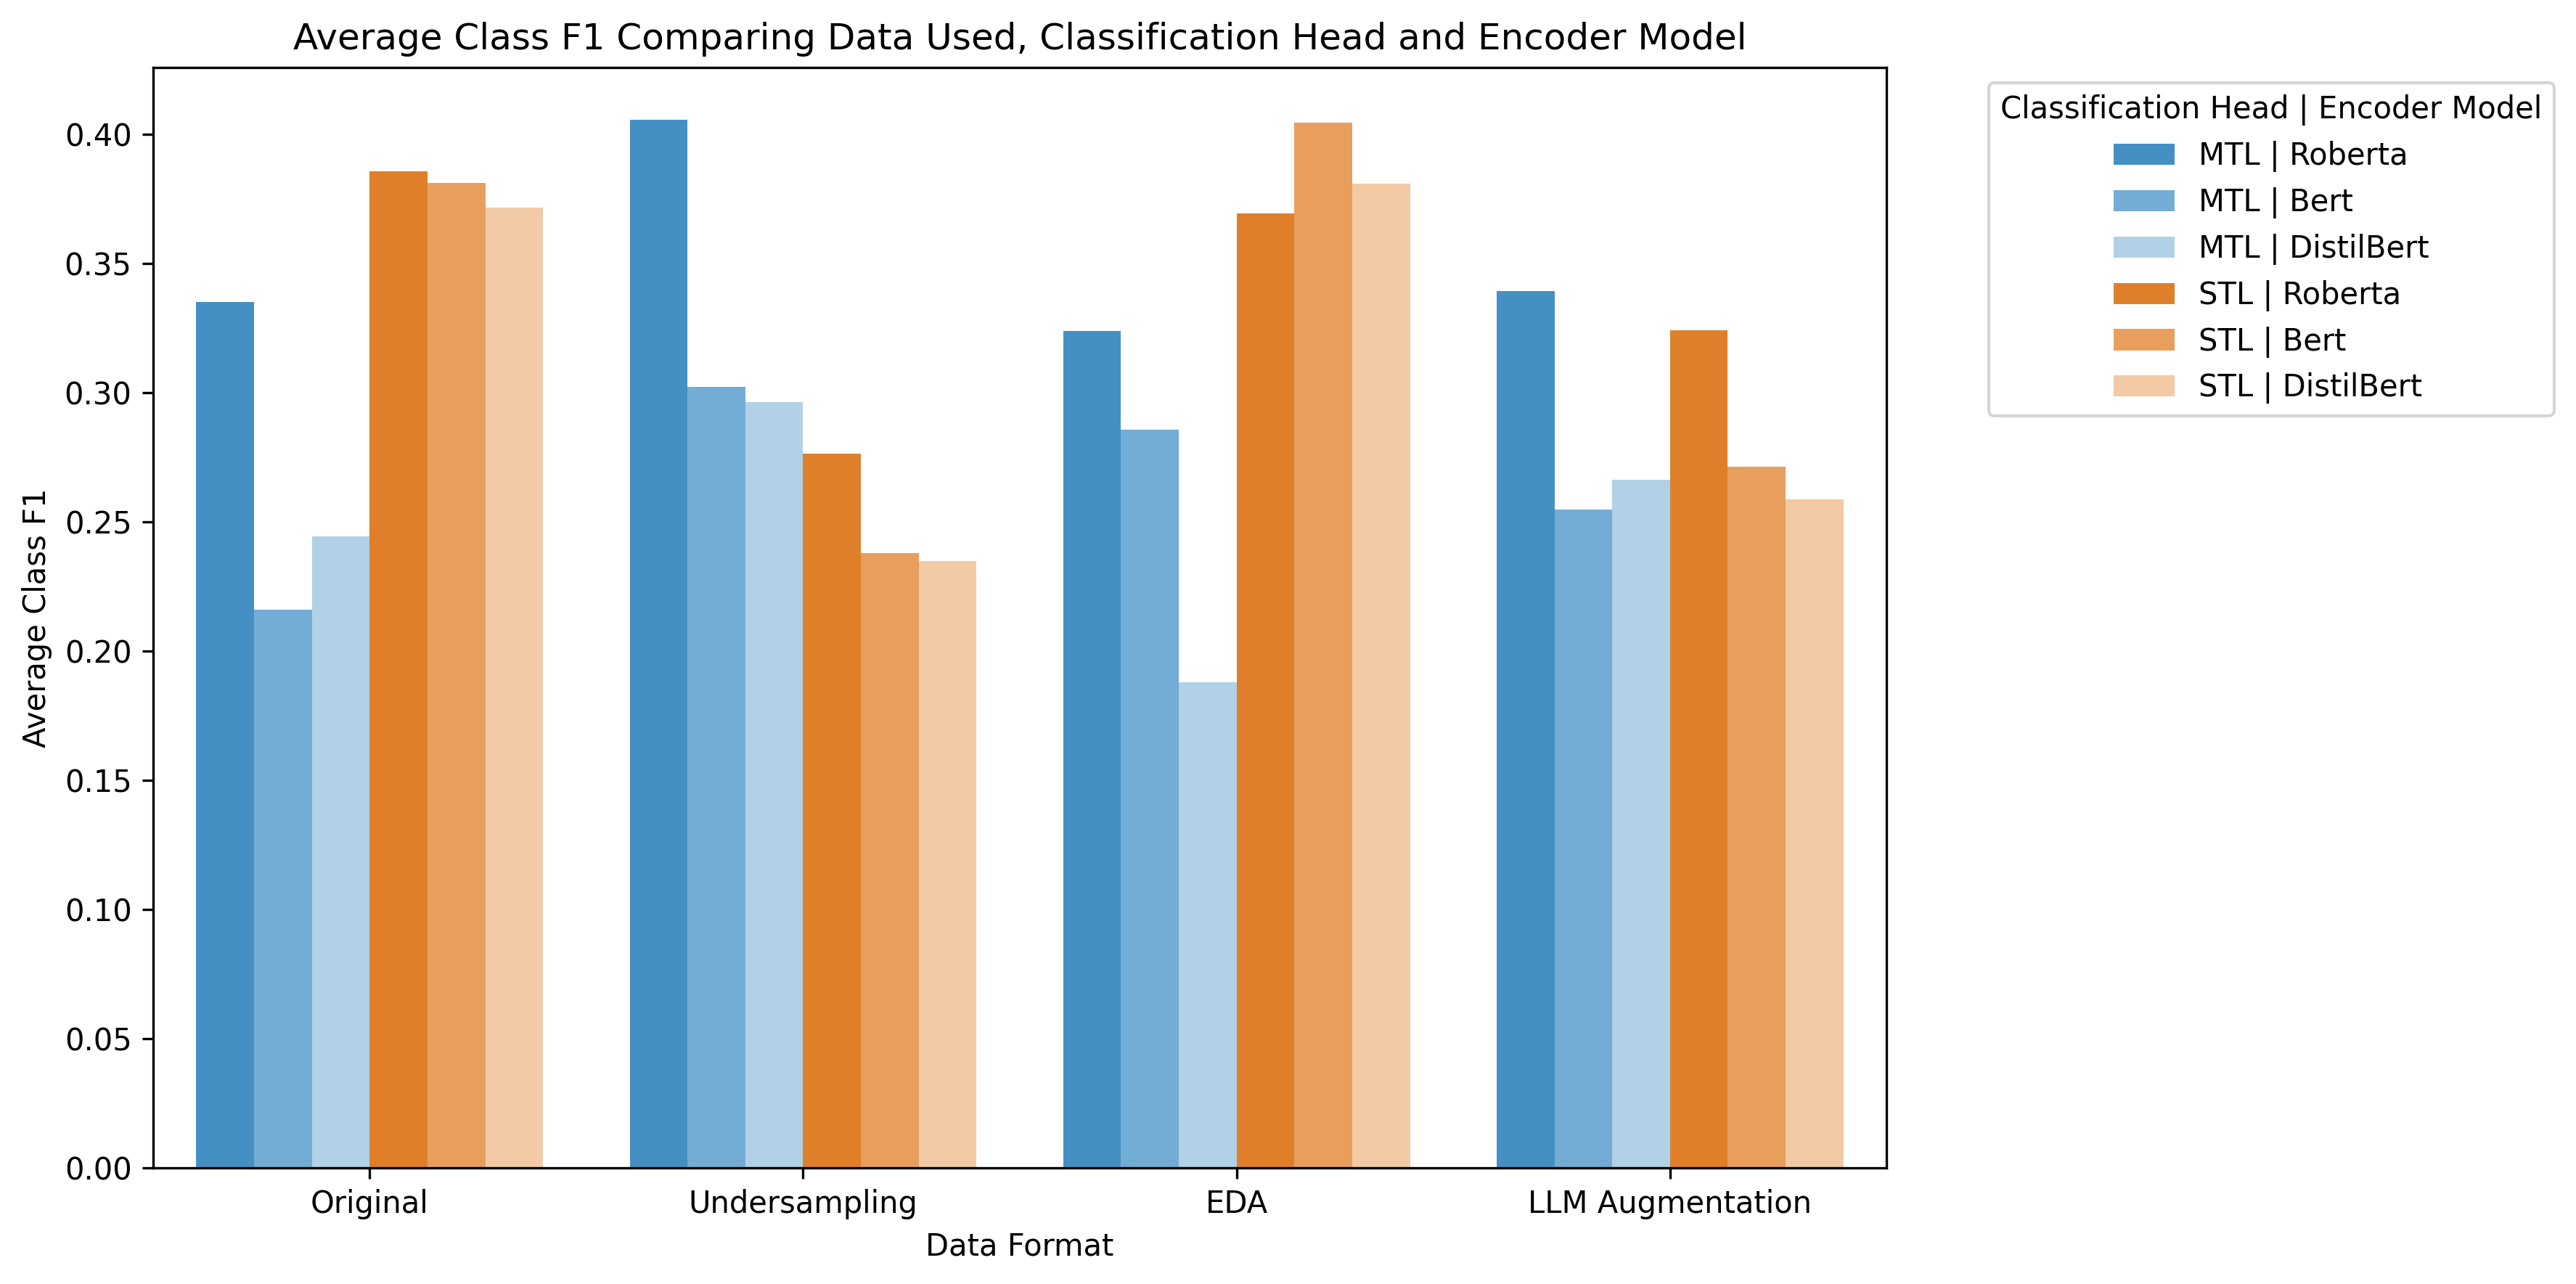 Average Class F1 Comparing Data Used, Classification Head and Encoder Model
Average Class F1
0.40
0.35
0.30
0.25
0.20
0.15
0.10
0.05
0.00
Original
Undersampling
EDA
LLM Augmentation
Data Format
Classification Head | Encoder Model
MTL | Roberta
MTL | Bert
MTL | DistilBert
STL | Roberta
STL | Bert
STL | DistilBert